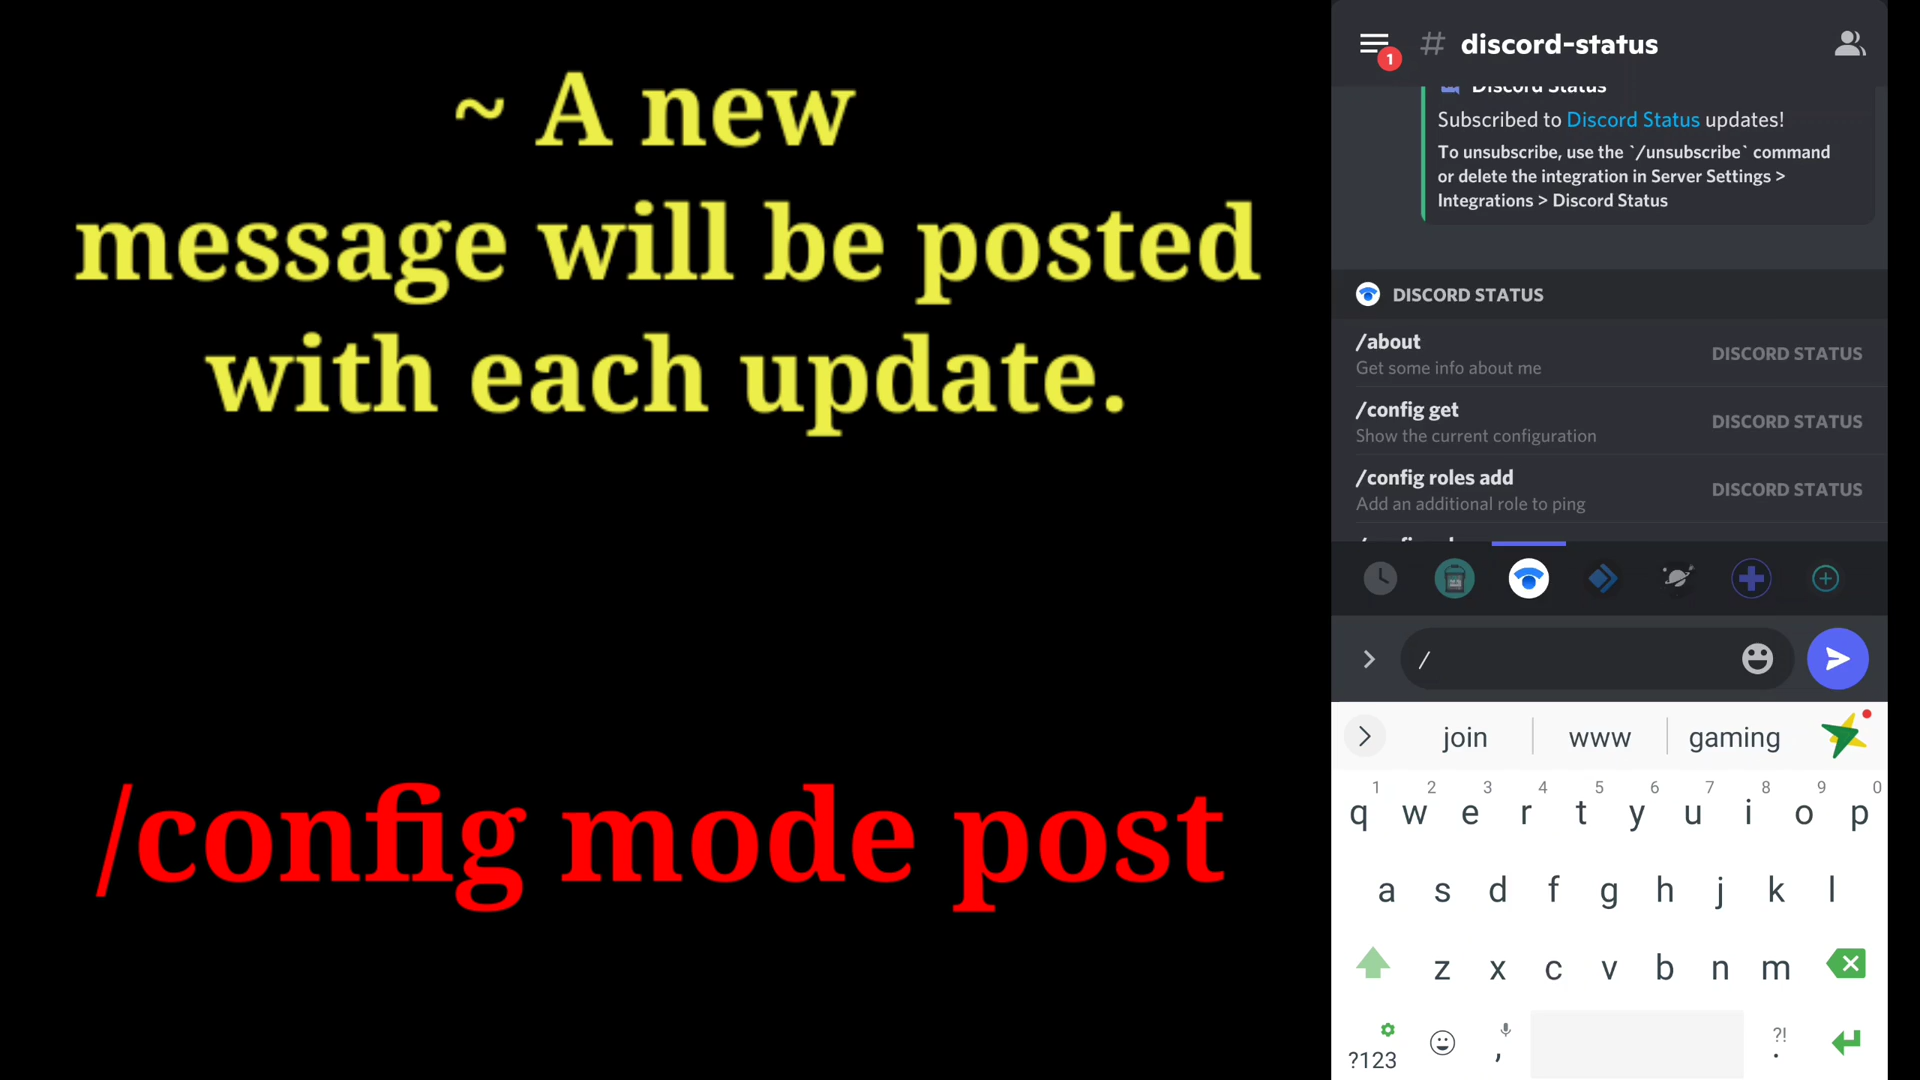 ~ A new
message will be posted
with each update.
/config mode post
1
# discord-status
Discord Status
Subscribed to Discord Status updates!
To unsubscribe, use the `/unsubscribe` command
or delete the integration in Server Settings >
Integrations > Discord Status
DISCORD STATUS
/about
Get some info about me
DISCORD STATUS
/config get
Show the current configuration
DISCORD STATUS
/config roles add
Add an additional role to ping
DISCORD STATUS
/
join
www
gaming
1 2 3 4 5 6 7 8 9 0
q w e r t y u i o p
a s d f g h j k l
z x c v b n m
?123 , ?! .